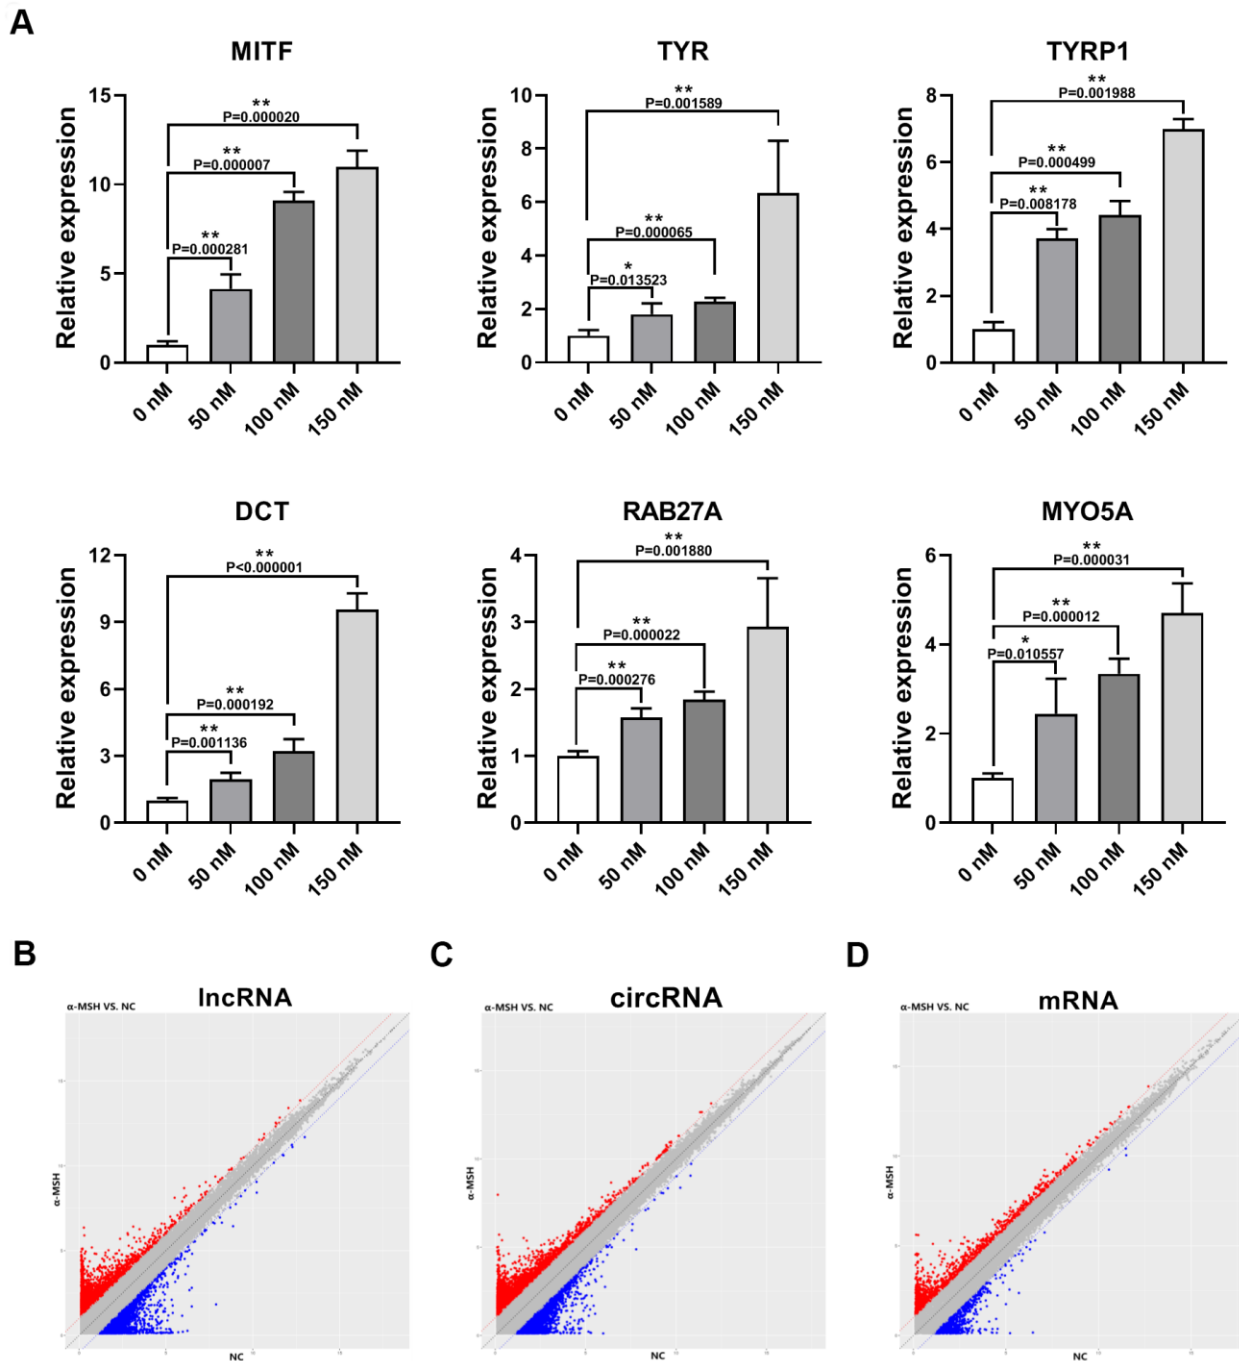 A
MITF
Relative expression
15
10
5
0
**
P=0.000020
**
P=0.000007
**
P=0.000281
0 nM
50 nM
100 nM
150 nM
TYR
Relative expression
10
8
6
4
2
0
**
P=0.001589
**
P=0.000065
*
P=0.013523
0 nM
50 nM
100 nM
150 nM
TYRP1
Relative expression
8
6
4
2
0
**
P=0.001988
**
P=0.000499
**
P=0.008178
0 nM
50 nM
100 nM
150 nM
DCT
Relative expression
12
9
6
3
0
**
P<0.000001
**
P=0.000192
**
P=0.001136
0 nM
50 nM
100 nM
150 nM
RAB27A
Relative expression
4
3
2
1
0
**
P=0.001880
**
P=0.000022
**
P=0.000276
0 nM
50 nM
100 nM
150 nM
MYO5A
Relative expression
6
4
2
0
**
P=0.000031
**
P=0.000012
*
P=0.010557
0 nM
50 nM
100 nM
150 nM
B
lncRNA
α-MSH VS. NC
α-MSH
NC
C
circRNA
α-MSH VS. NC
α-MSH
NC
D
mRNA
α-MSH VS. NC
α-MSH
NC